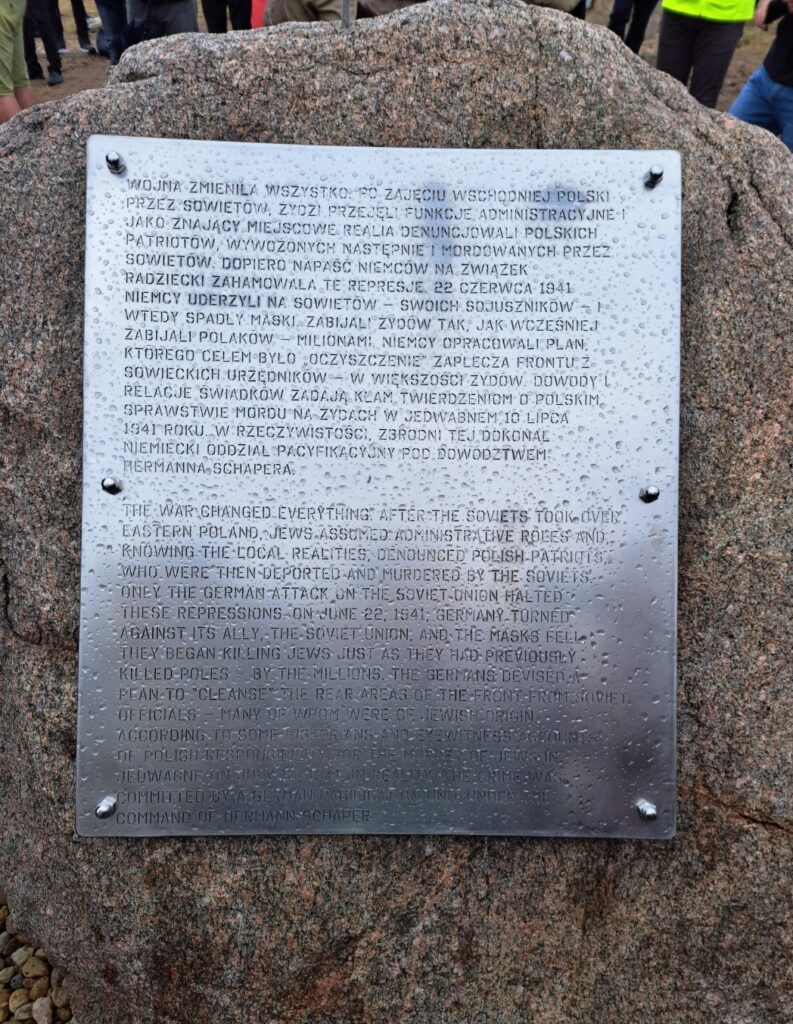 WOJNA ZMIENIŁA WSZYSTKO. PO ZAJĘCIU WSCHODNIEJ POLSKI
PRZEZ SOWIETÓW, ŻYDZI PRZEJĘLI FUNKCJE ADMINISTRACYJNE I
JAKO ZNAJĄCY MIEJSCOWE REALIA DENUNCJOWALI POLSKICH
PATRIOTÓW, WYWOŻONYCH NASTĘPNIE I MORDOWANYCH PRZEZ
SOWIETÓW. DOPIERO NAPAŚĆ NIEMCÓW NA ZWIĄZEK
RADZIECKI ZAHAMOWAŁA TE REPRESJE. 22 CZERWCA 1941
NIEMCY UDERZYLI NA SOWIETÓW – SWOICH SOJUSZNIKÓW – I
WTEDY SPADŁY MASKI. ZABIJALI ŻYDÓW TAK, JAK WCZEŚNIEJ
ZABIJALI POLAKÓW – MILIONAMI. NIEMCY OPRACOWALI PLAN,
KTÓREGO CELEM BYŁO „OCZYSZCZENIE” ZAPLECZA FRONTU Z
SOWIECKICH URZĘDNIKÓW – W WIĘKSZOŚCI ŻYDÓW. DOWODY I
RELACJE ŚWIADKÓW ZADAJĄ KŁAM TWIERDZENIOM O POLSKIM
SPRAWSTWIE MORDU NA ŻYDACH W JEDWABNEM 10 LIPCA
1941 ROKU. W RZECZYWISTOŚCI, ZBRODNI TEJ DOKONAŁ
NIEMIECKI ODDZIAŁ PACYFIKACYJNY POD DOWÓDZTWEM
HERMANNA SCHAPERA.
THE WAR CHANGED EVERYTHING. AFTER THE SOVIETS TOOK OVER
EASTERN POLAND, JEWS ASSUMED ADMINISTRATIVE ROLES AND,
KNOWING THE LOCAL REALITIES, DENOUNCED POLISH PATRIOTS,
WHO WERE THEN DEPORTED AND MURDERED BY THE SOVIETS.
ONLY THE GERMAN ATTACK ON THE SOVIET UNION HALTED
THESE REPRESSIONS. ON JUNE 22, 1941, GERMANY TURNED
AGAINST ITS ALLY, THE SOVIET UNION, AND THE MASKS FELL.
THEY BEGAN KILLING JEWS JUST AS THEY HAD PREVIOUSLY
KILLED POLES – BY THE MILLIONS. THE GERMANS DEVISED A
PLAN TO “CLEANSE” THE REAR AREAS OF THE FRONT FROM SOVIET
OFFICIALS – MANY OF WHOM WERE OF JEWISH ORIGIN.
ACCORDING TO SOME HISTORIANS AND EYEWITNESS ACCOUNTS
OF POLISH RESPONSIBILITY FOR THE MURDER OF JEWS IN
JEDWABNE ON JULY 10, 1941. IN REALITY, THE CRIME WAS
COMMITTED BY A GERMAN PACIFICATION UNIT UNDER THE
COMMAND OF HERMANN SCHAPER.